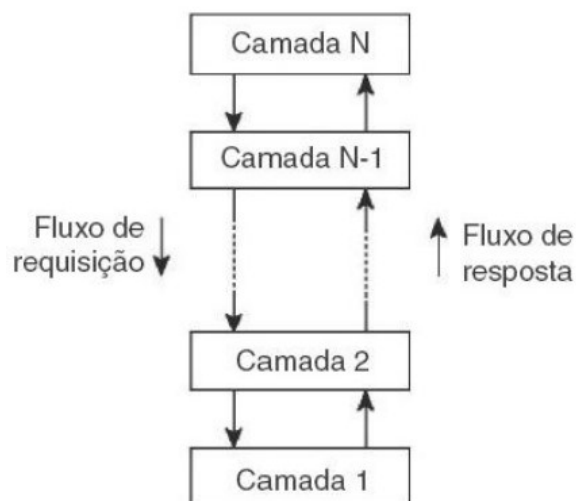 Camada N
Camada N-1
Fluxo de
requisição
Fluxo de
resposta
Camada 2
Camada 1